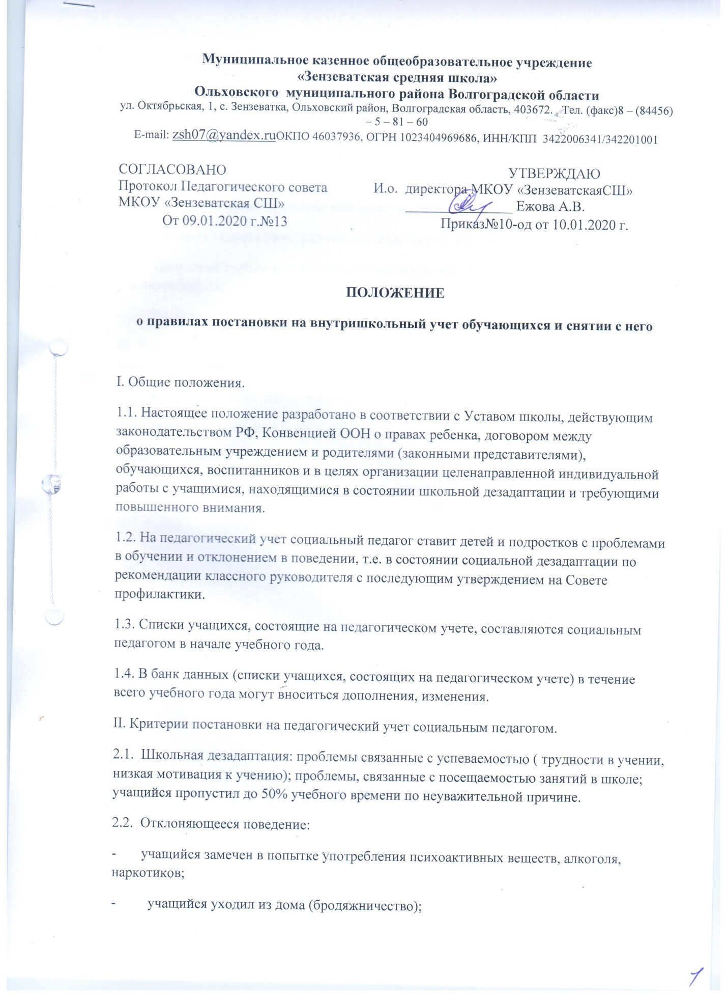 Муниципальное казенное общеобразовательное учреждение
«Зензеватская средняя школа»
Ольховского  муниципального района Волгоградской области
ул. Октябрьская, 1, с. Зензеватка, Ольховский район, Волгоградская область, 403672.   Тел. (факс)8 – (84456)
– 5 – 81 – 60
E-mail: zsh07@yandex.ruОКПО 46037936, ОГРН 1023404969686, ИНН/КПП  3422006341/342201001
СОГЛАСОВАНО
Протокол Педагогического совета
МКОУ «Зензеватская СШ»
От 09.01.2020 г.№13
УТВЕРЖДАЮ
И.о.  директора МКОУ «ЗензеватскаяСШ»
_______________ Ежова А.В.
Приказ№10-од от 10.01.2020 г.
ПОЛОЖЕНИЕ
о правилах постановки на внутришкольный учет обучающихся и снятии с него
I. Общие положения.
1.1. Настоящее положение разработано в соответствии с Уставом школы, действующим
законодательством РФ, Конвенцией ООН о правах ребенка, договором между
образовательным учреждением и родителями (законными представителями),
обучающихся, воспитанников и в целях организации целенаправленной индивидуальной
работы с учащимися, находящимися в состоянии школьной дезадаптации и требующими
повышенного внимания.
1.2. На педагогический учет социальный педагог ставит детей и подростков с проблемами
в обучении и отклонением в поведении, т.е. в состоянии социальной дезадаптации по
рекомендации классного руководителя с последующим утверждением на Совете
профилактики.
1.3. Списки учащихся, состоящие на педагогическом учете, составляются социальным
педагогом в начале учебного года.
1.4. В банк данных (списки учащихся, состоящих на педагогическом учете) в течение
всего учебного года могут вноситься дополнения, изменения.
II. Критерии постановки на педагогический учет социальным педагогом.
2.1.  Школьная дезадаптация: проблемы связанные с успеваемостью ( трудности в учении,
низкая мотивация к учению); проблемы, связанные с посещаемостью занятий в школе;
учащийся пропустил до 50% учебного времени по неуважительной причине.
2.2.  Отклоняющееся поведение:
-       учащийся замечен в попытке употребления психоактивных веществ, алкоголя,
наркотиков;
-         учащийся уходил из дома (бродяжничество);
1